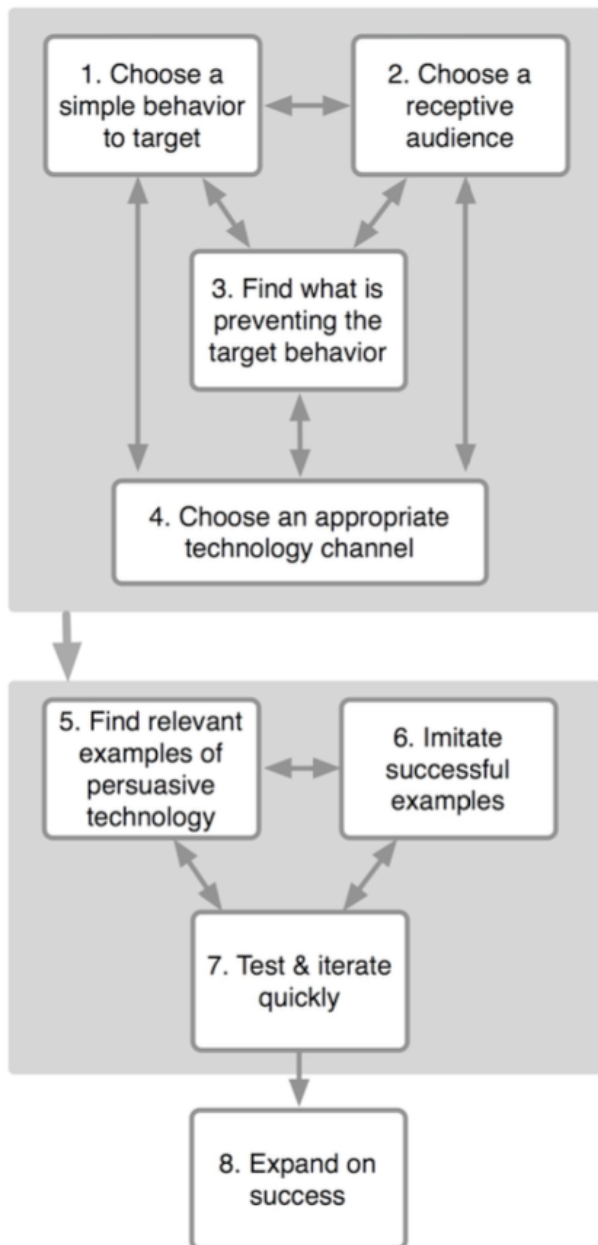 1. Choose a
simple behavior
to target
2. Choose a
receptive
audience
3. Find what is
preventing the
target behavior
4. Choose an appropriate
technology channel
5. Find relevant
examples of
persuasive
technology
6. Imitate
successful
examples
7. Test & iterate
quickly
8. Expand on
success